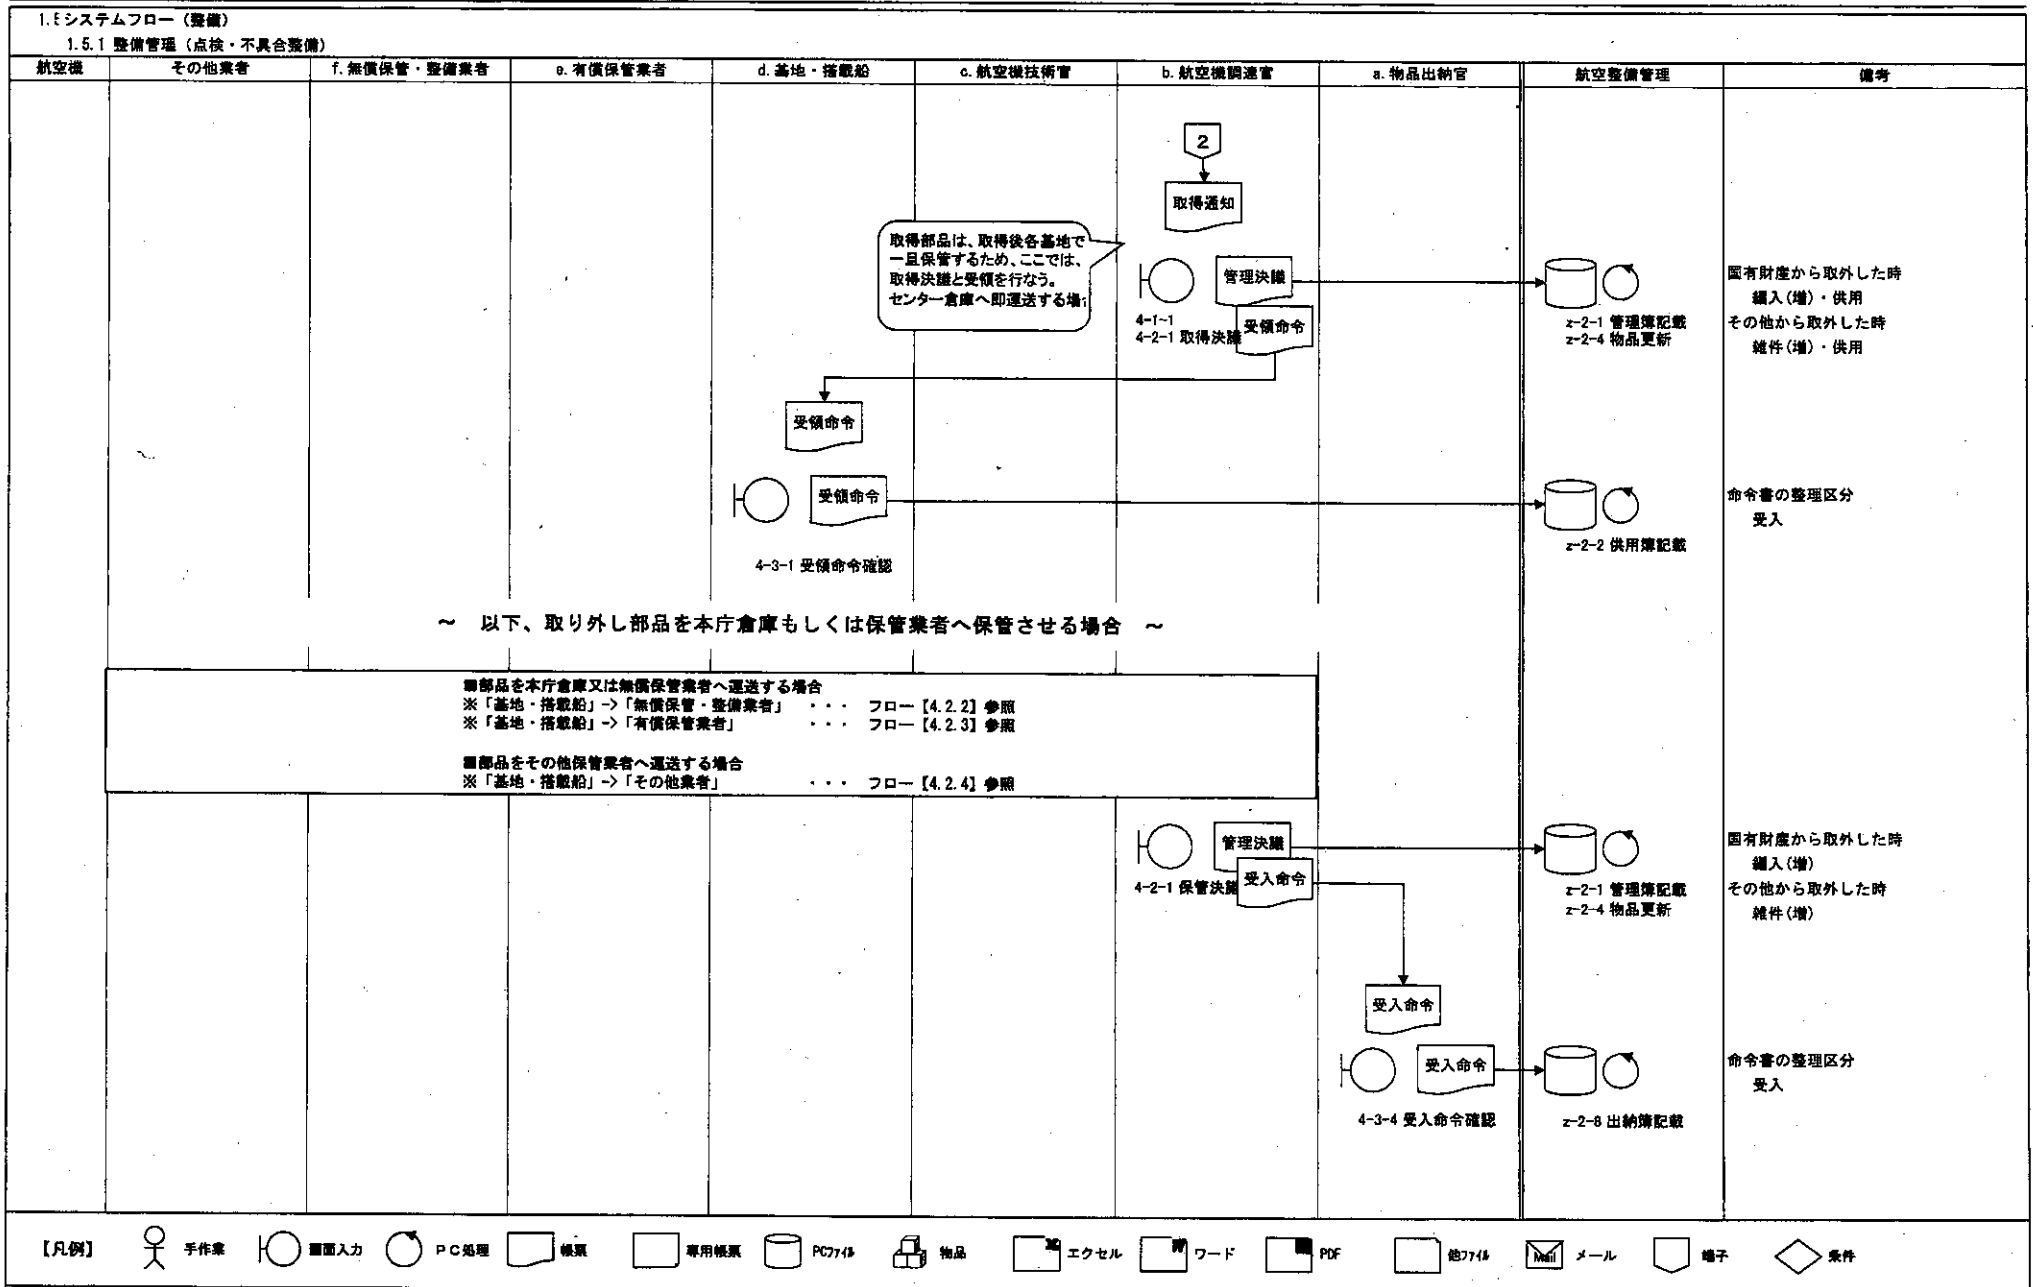 1.5システムフロー（整備）
1.5.1 整備管理（点検・不具合整備）
航空機 その他業者 f.無償保管・整備業者 e.有償保管業者 d.基地・搭載船 c.航空機技術官 b.航空機調達官 a.物品出納官 航空整備管理 備考
2
取得通知
取得部品は、取得後各基地で
一旦保管するため、ここでは、
取得決議と受領を行なう。
センター倉庫へ即運送する場
管理決議
受領命令
4-1-1
4-2-1 取得決議
z-2-1 管理簿記載
z-2-4 物品更新
国有財産から取外した時
編入(増)・供用
その他から取外した時
雑件(増)・供用
受領命令
受領命令
4-3-1 受領命令確認
z-2-2 供用簿記載
命令書の整理区分
受入
～ 以下、取り外し部品を本庁倉庫もしくは保管業者へ保管させる場合 ～
■部品を本庁倉庫又は無償保管業者へ運送する場合
※「基地・搭載船」->「無償保管・整備業者」 ・・・ フロー【4.2.2】参照
※「基地・搭載船」->「有償保管業者」 ・・・ フロー【4.2.3】参照
■部品をその他保管業者へ運送する場合
※「基地・搭載船」->「その他業者」 ・・・ フロー【4.2.4】参照
管理決議
受入命令
4-2-1 保管決議
z-2-1 管理簿記載
z-2-4 物品更新
国有財産から取外した時
編入(増)
その他から取外した時
雑件(増)
受入命令
受入命令
4-3-4 受入命令確認
z-2-8 出納簿記載
命令書の整理区分
受入
【凡例】 手作業 画面入力 ＰＣ処理 帳票 専用帳票 PCﾌｧｲﾙ 物品 エクセル ワード PDF 他ﾌｧｲﾙ Mail メール 端子 条件